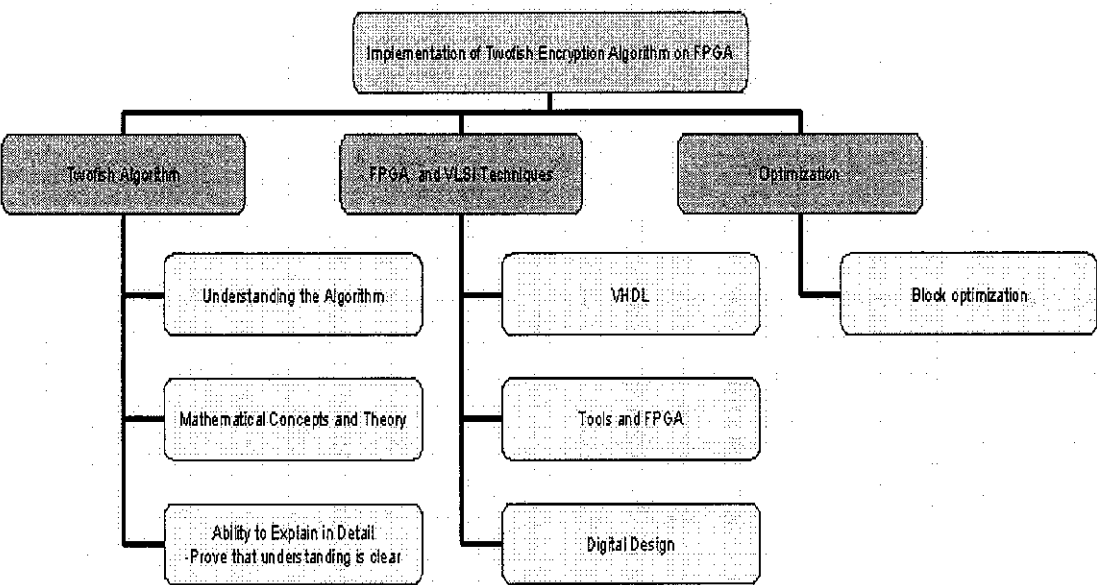 Implementation of Twofish Encryption Algorithm on FPGA
Twofish Algorithm
FPGA and VLSI Techniques
Optimization
Understanding the Algorithm
VHDL
Block optimization
Mathematical Concepts and Theory
Tools and FPGA
Ability to Explain in Detail
-Prove that understanding is clear
Digital Design